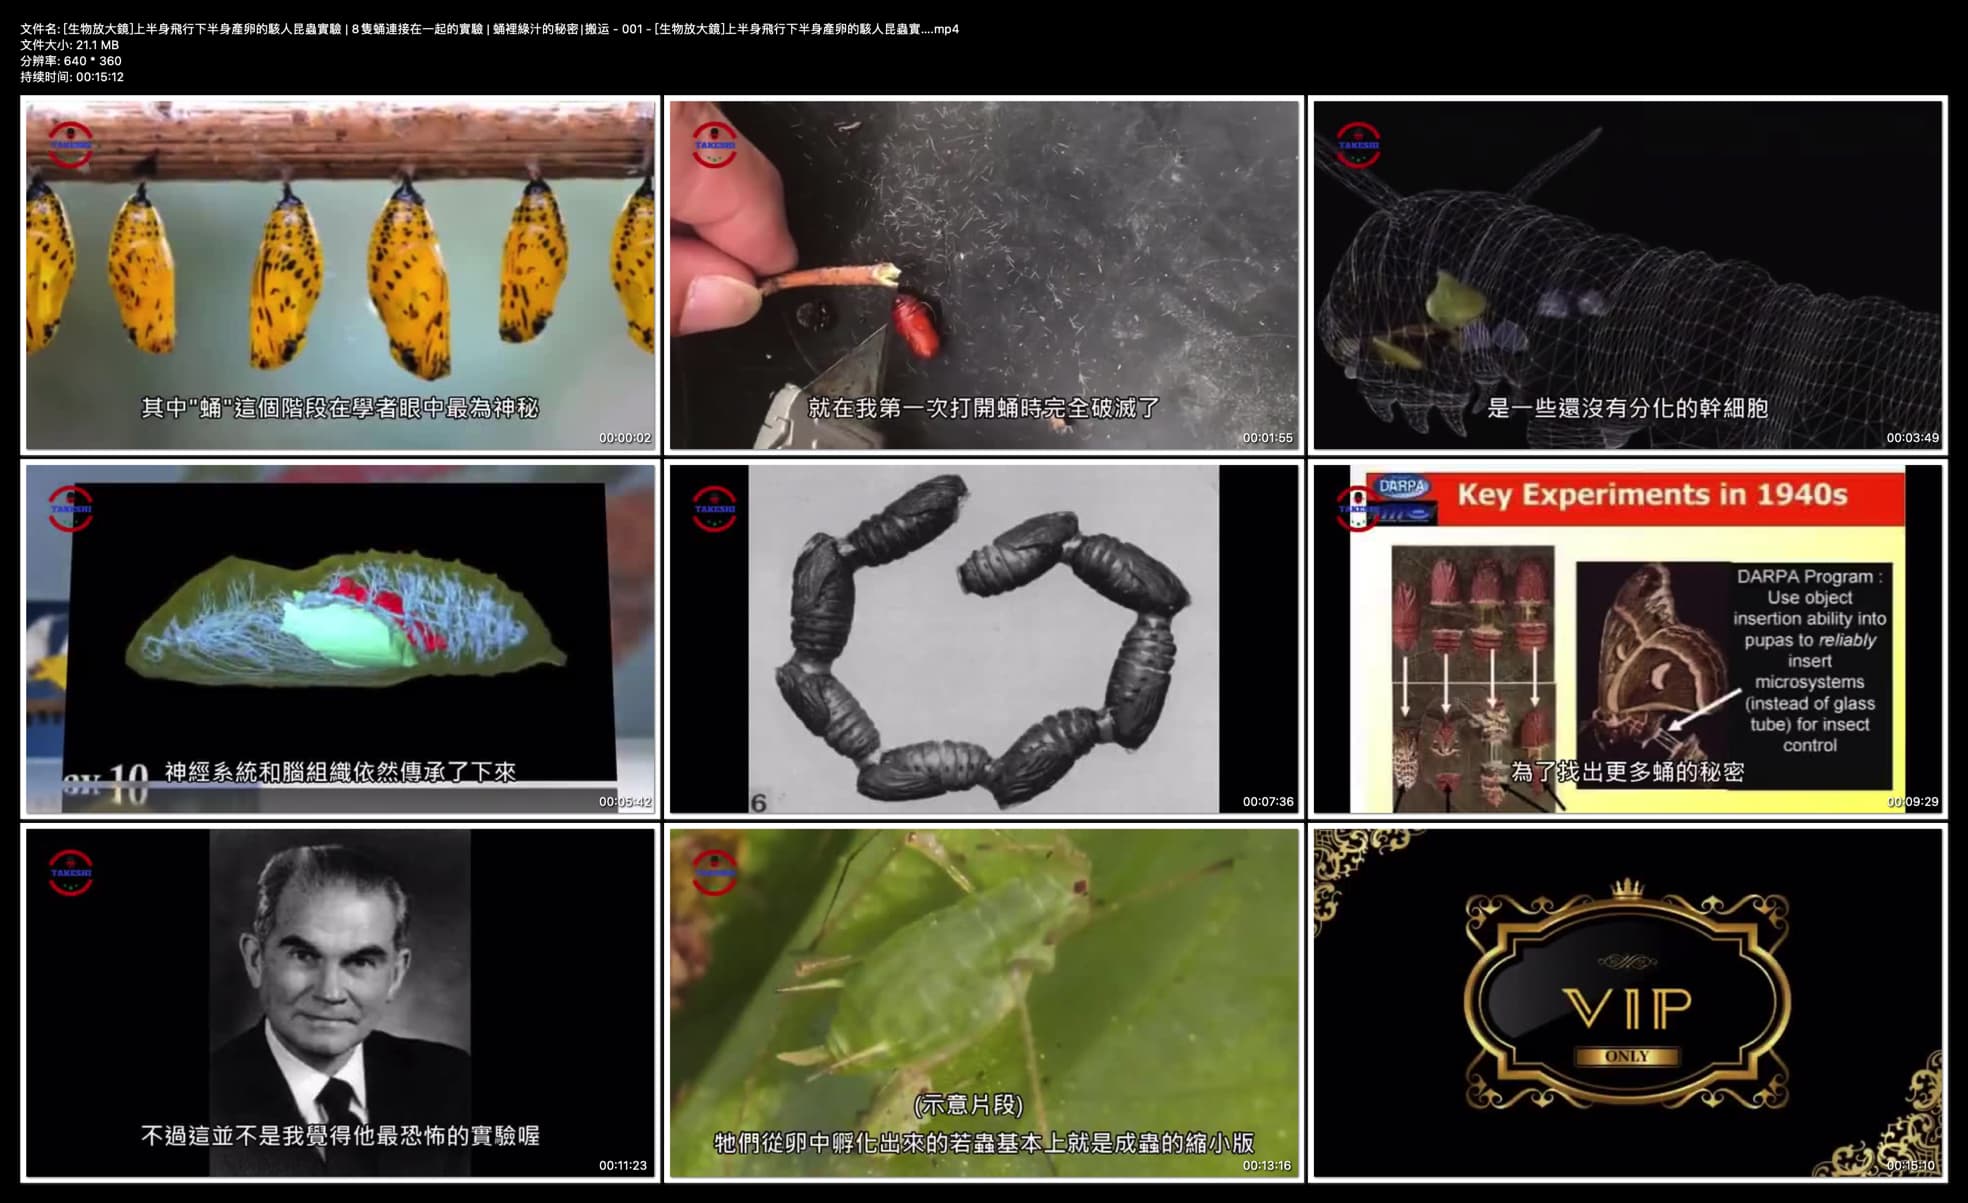 文件名: [生物放大鏡]上半身飛行下半身產卵的駭人昆蟲實驗 | 8隻蛹連接在一起的實驗 | 蛹裡綠汁的秘密|搬运 - 001 - [生物放大鏡]上半身飛行下半身產卵的駭人昆蟲實....mp4
文件大小: 21.1 MB
分辨率: 640 * 360
持续时间: 00:15:12
TAKESHI
其中"蛹"這個階段在學者眼中最為神秘
00:00:02
TAKESHI
就在我第一次打開蛹時完全破滅了
00:01:55
TAKESHI
是一些還沒有分化的幹細胞
00:03:49
TAKESHI
10
神經系統和腦組織依然傳承了下來
00:05:42
TAKESHI
6
00:07:36
DARPA
Key Experiments in 1940s
DARPA Program :
Use object
insertion ability into
pupas to reliably
insert
microsystems
(instead of glass
tube) for insect
control
為了找出更多蛹的秘密
00:09:29
TAKESHI
不過這並不是我覺得他最恐怖的實驗喔
00:11:23
TAKESHI
(示意片段)
牠們從卵中孵化出來的若蟲基本上就是成蟲的縮小版
00:13:16
VIP
ONLY
00:15:10